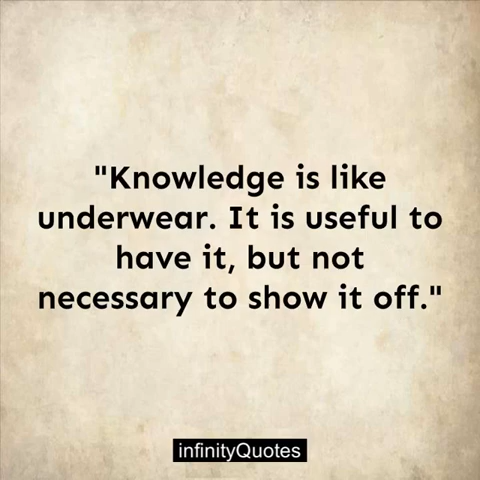 "Knowledge is like
underwear. It is useful to
have it, but not
necessary to show it off."
infinityQuotes